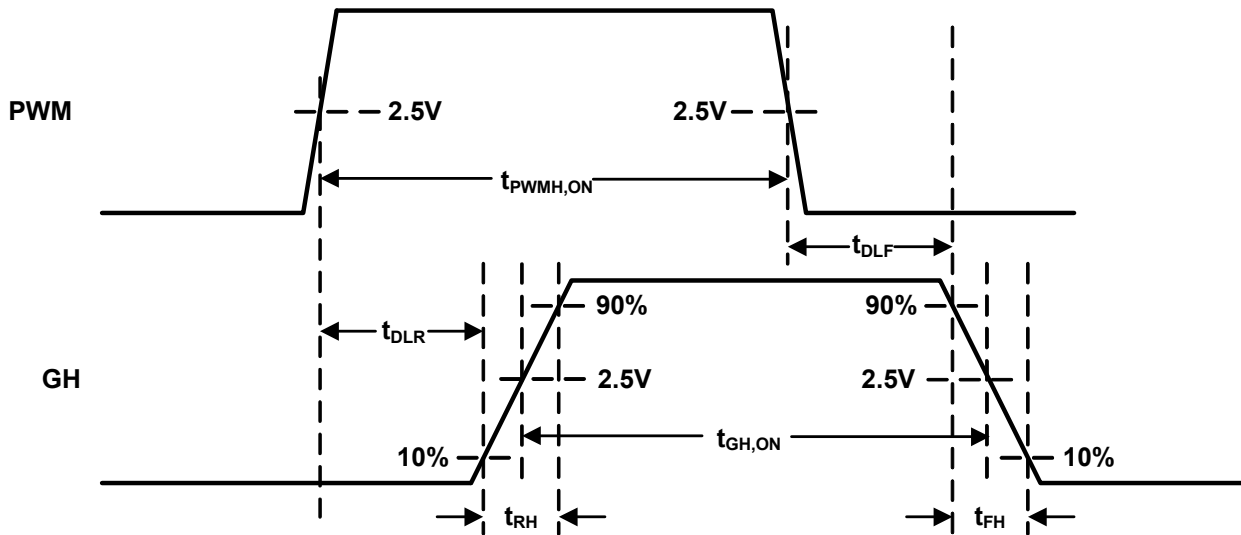 PWM
2.5V
2.5V
tPWMH,ON
tDLF
90%
90%
tDLR
GH
2.5V
2.5V
tGH,ON
10%
10%
tRH
tFH